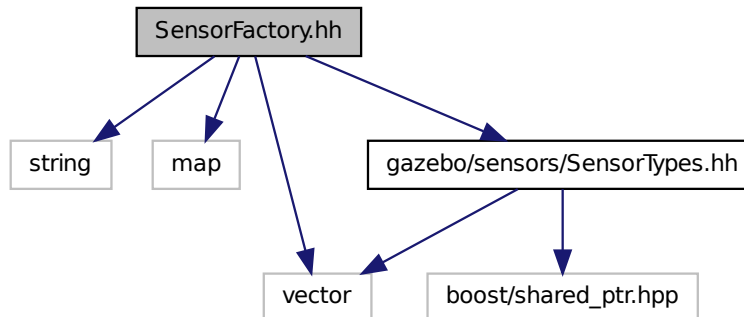 SensorFactory.hh
string
map
gazebo/sensors/SensorTypes.hh
vector
boost/shared_ptr.hpp